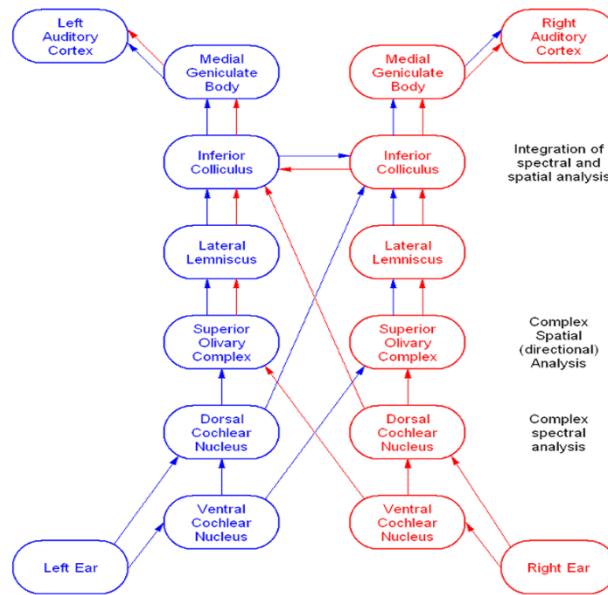 Left
Auditory
Cortex
Right
Auditory
Cortex
Medial
Geniculate
Body
Medial
Geniculate
Body
Inferior
Colliculus
Inferior
Colliculus
Integration of
spectral and
spatial analysis
Lateral
Lemniscus
Lateral
Lemniscus
Superior
Olivary
Complex
Superior
Olivary
Complex
Complex
Spatial
(directional)
Analysis
Dorsal
Cochlear
Nucleus
Dorsal
Cochlear
Nucleus
Complex
spectral
analysis
Ventral
Cochlear
Nucleus
Ventral
Cochlear
Nucleus
Left Ear
Right Ear